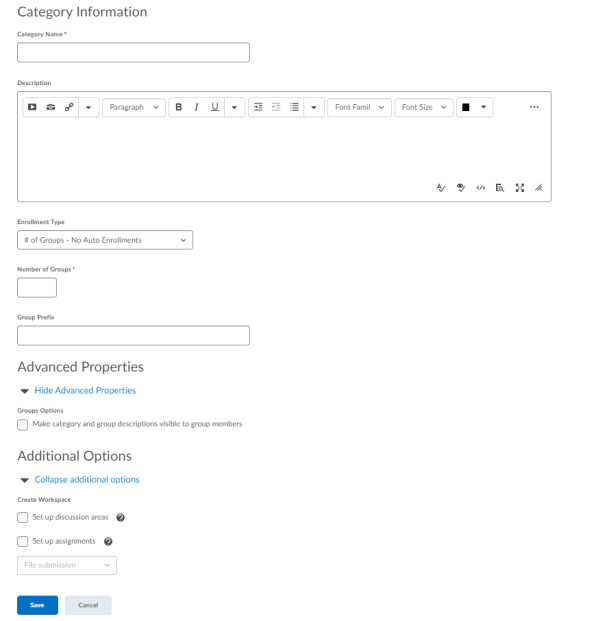 Category Information
Category Name *
Description
Paragraph B I U Font Famil Font Size ...
A </>
Enrollment Type
# of Groups - No Auto Enrollments
Number of Groups *
Group Prefix
Advanced Properties
Hide Advanced Properties
Groups Options
Make category and group descriptions visible to group members
Additional Options
Collapse additional options
Create Workspace
Set up discussion areas ?
Set up assignments ?
File submission
Save Cancel